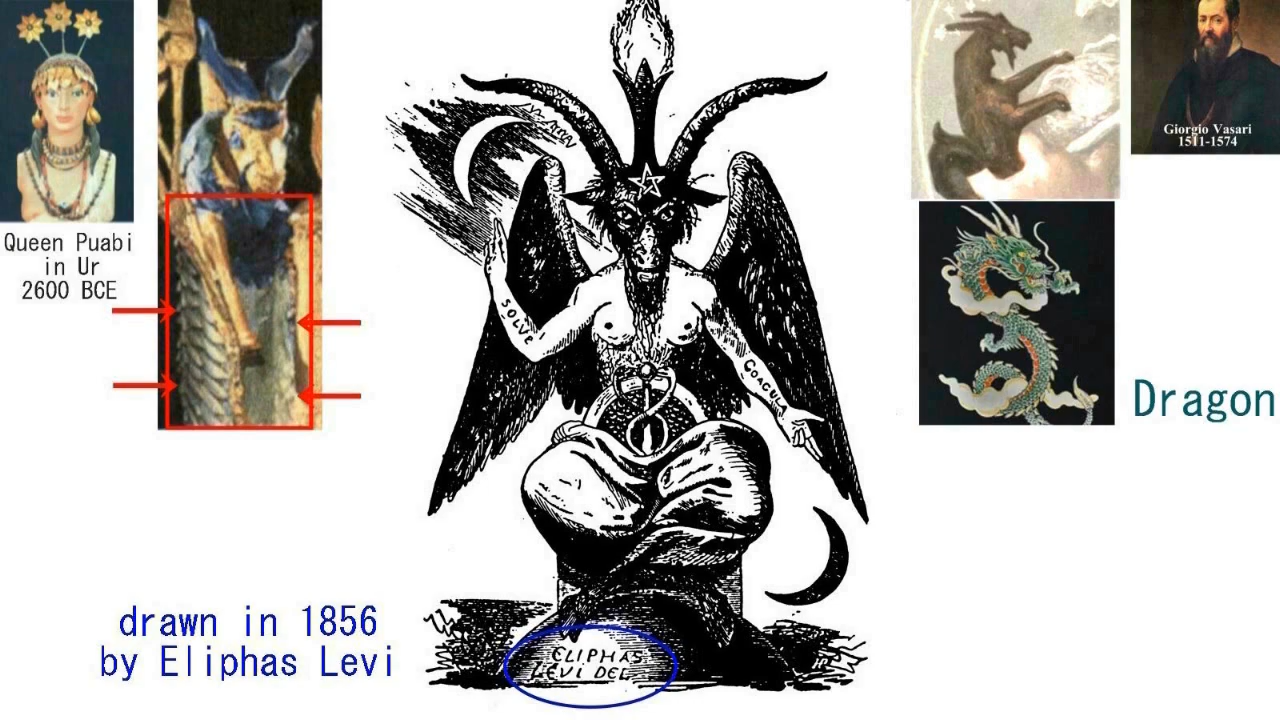 Queen Puabi
in Ur
2600 BCE
SOLVE
COAGULA
Giorgio Vasari
1511-1574
Dragon
drawn in 1856
by Eliphas Levi
ELIPHAS
LEVI DEL